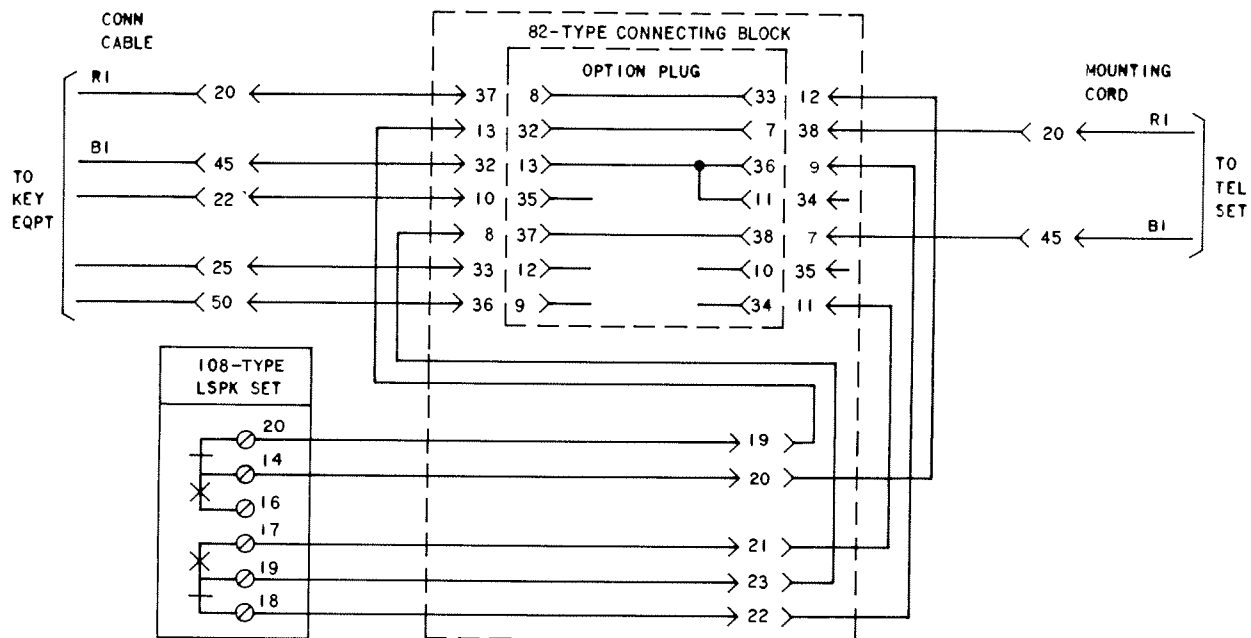 CONN
CABLE
82-TYPE CONNECTING BLOCK
OPTION PLUG
MOUNTING
CORD
R1
20 37 8 33 12
13 32 7 38 20 R1
B1
45 32 13 36 9
TO
KEY
EQPT
22 10 35 11 34
TO
TEL
SET
8 37 38 7 45 B1
25 33 12 10 35
50 36 9 34 11
108-TYPE
LSPK SET
20 19
14 20
16
17 21
19 23
18 22